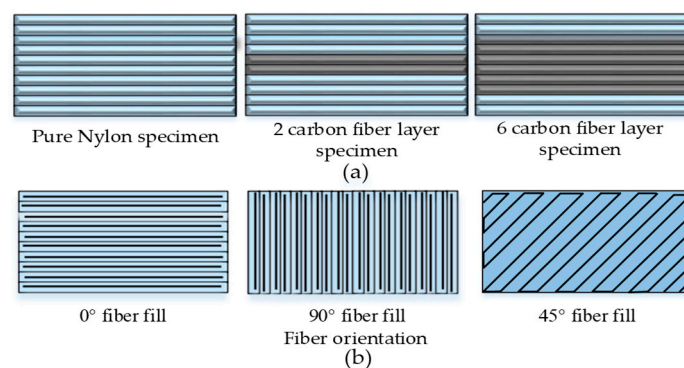 Pure Nylon specimen
2 carbon fiber layer
specimen
6 carbon fiber layer
specimen
(a)
0° fiber fill
90° fiber fill
45° fiber fill
Fiber orientation
(b)